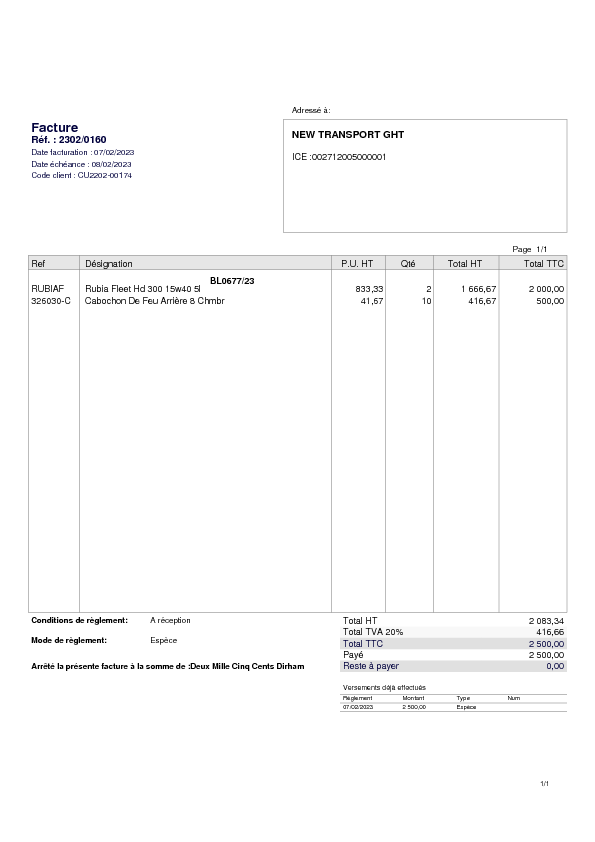 Adressé à:
Facture
Réf. : 2302/0160
Date facturation : 07/02/2023
Date échéance : 08/02/2023
Code client : CU2202-00174
NEW TRANSPORT GHT
ICE :002712005000001
Page 1/1
Ref Désignation P.U. HT Qté Total HT Total TTC
BL0677/23
RUBIAF Rubia Fleet Hd 300 15w40 5l 833,33 2 1 666,67 2 000,00
326030-C Cabochon De Feu Arrière 8 Chmbr 41,67 10 416,67 500,00
Conditions de règlement: A réception
Mode de règlement: Espèce
Arrêté la présente facture à la somme de :Deux Mille Cinq Cents Dirham
Total HT 2 083,34
Total TVA 20% 416,66
Total TTC 2 500,00
Payé 2 500,00
Reste à payer 0,00
Versements déjà effectués
Règlement Montant Type Num
07/02/2023 2 500,00 Espèce
1/1